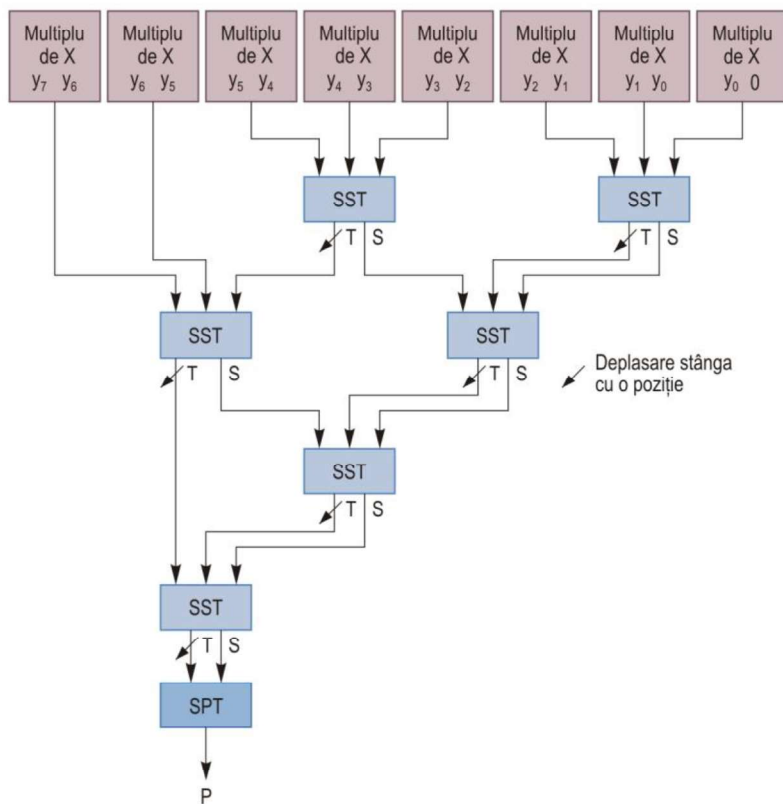 Multiplu de X y₇ y₆
Multiplu de X y₆ y₅
Multiplu de X y₅ y₄
Multiplu de X y₄ y₃
Multiplu de X y₃ y₂
Multiplu de X y₂ y₁
Multiplu de X y₁ y₀
Multiplu de X y₀ 0
SST
SST
T S
T S
SST
SST
T S
T S
Deplasare stânga
cu o poziție
SST
T S
SST
T S
SPT
P